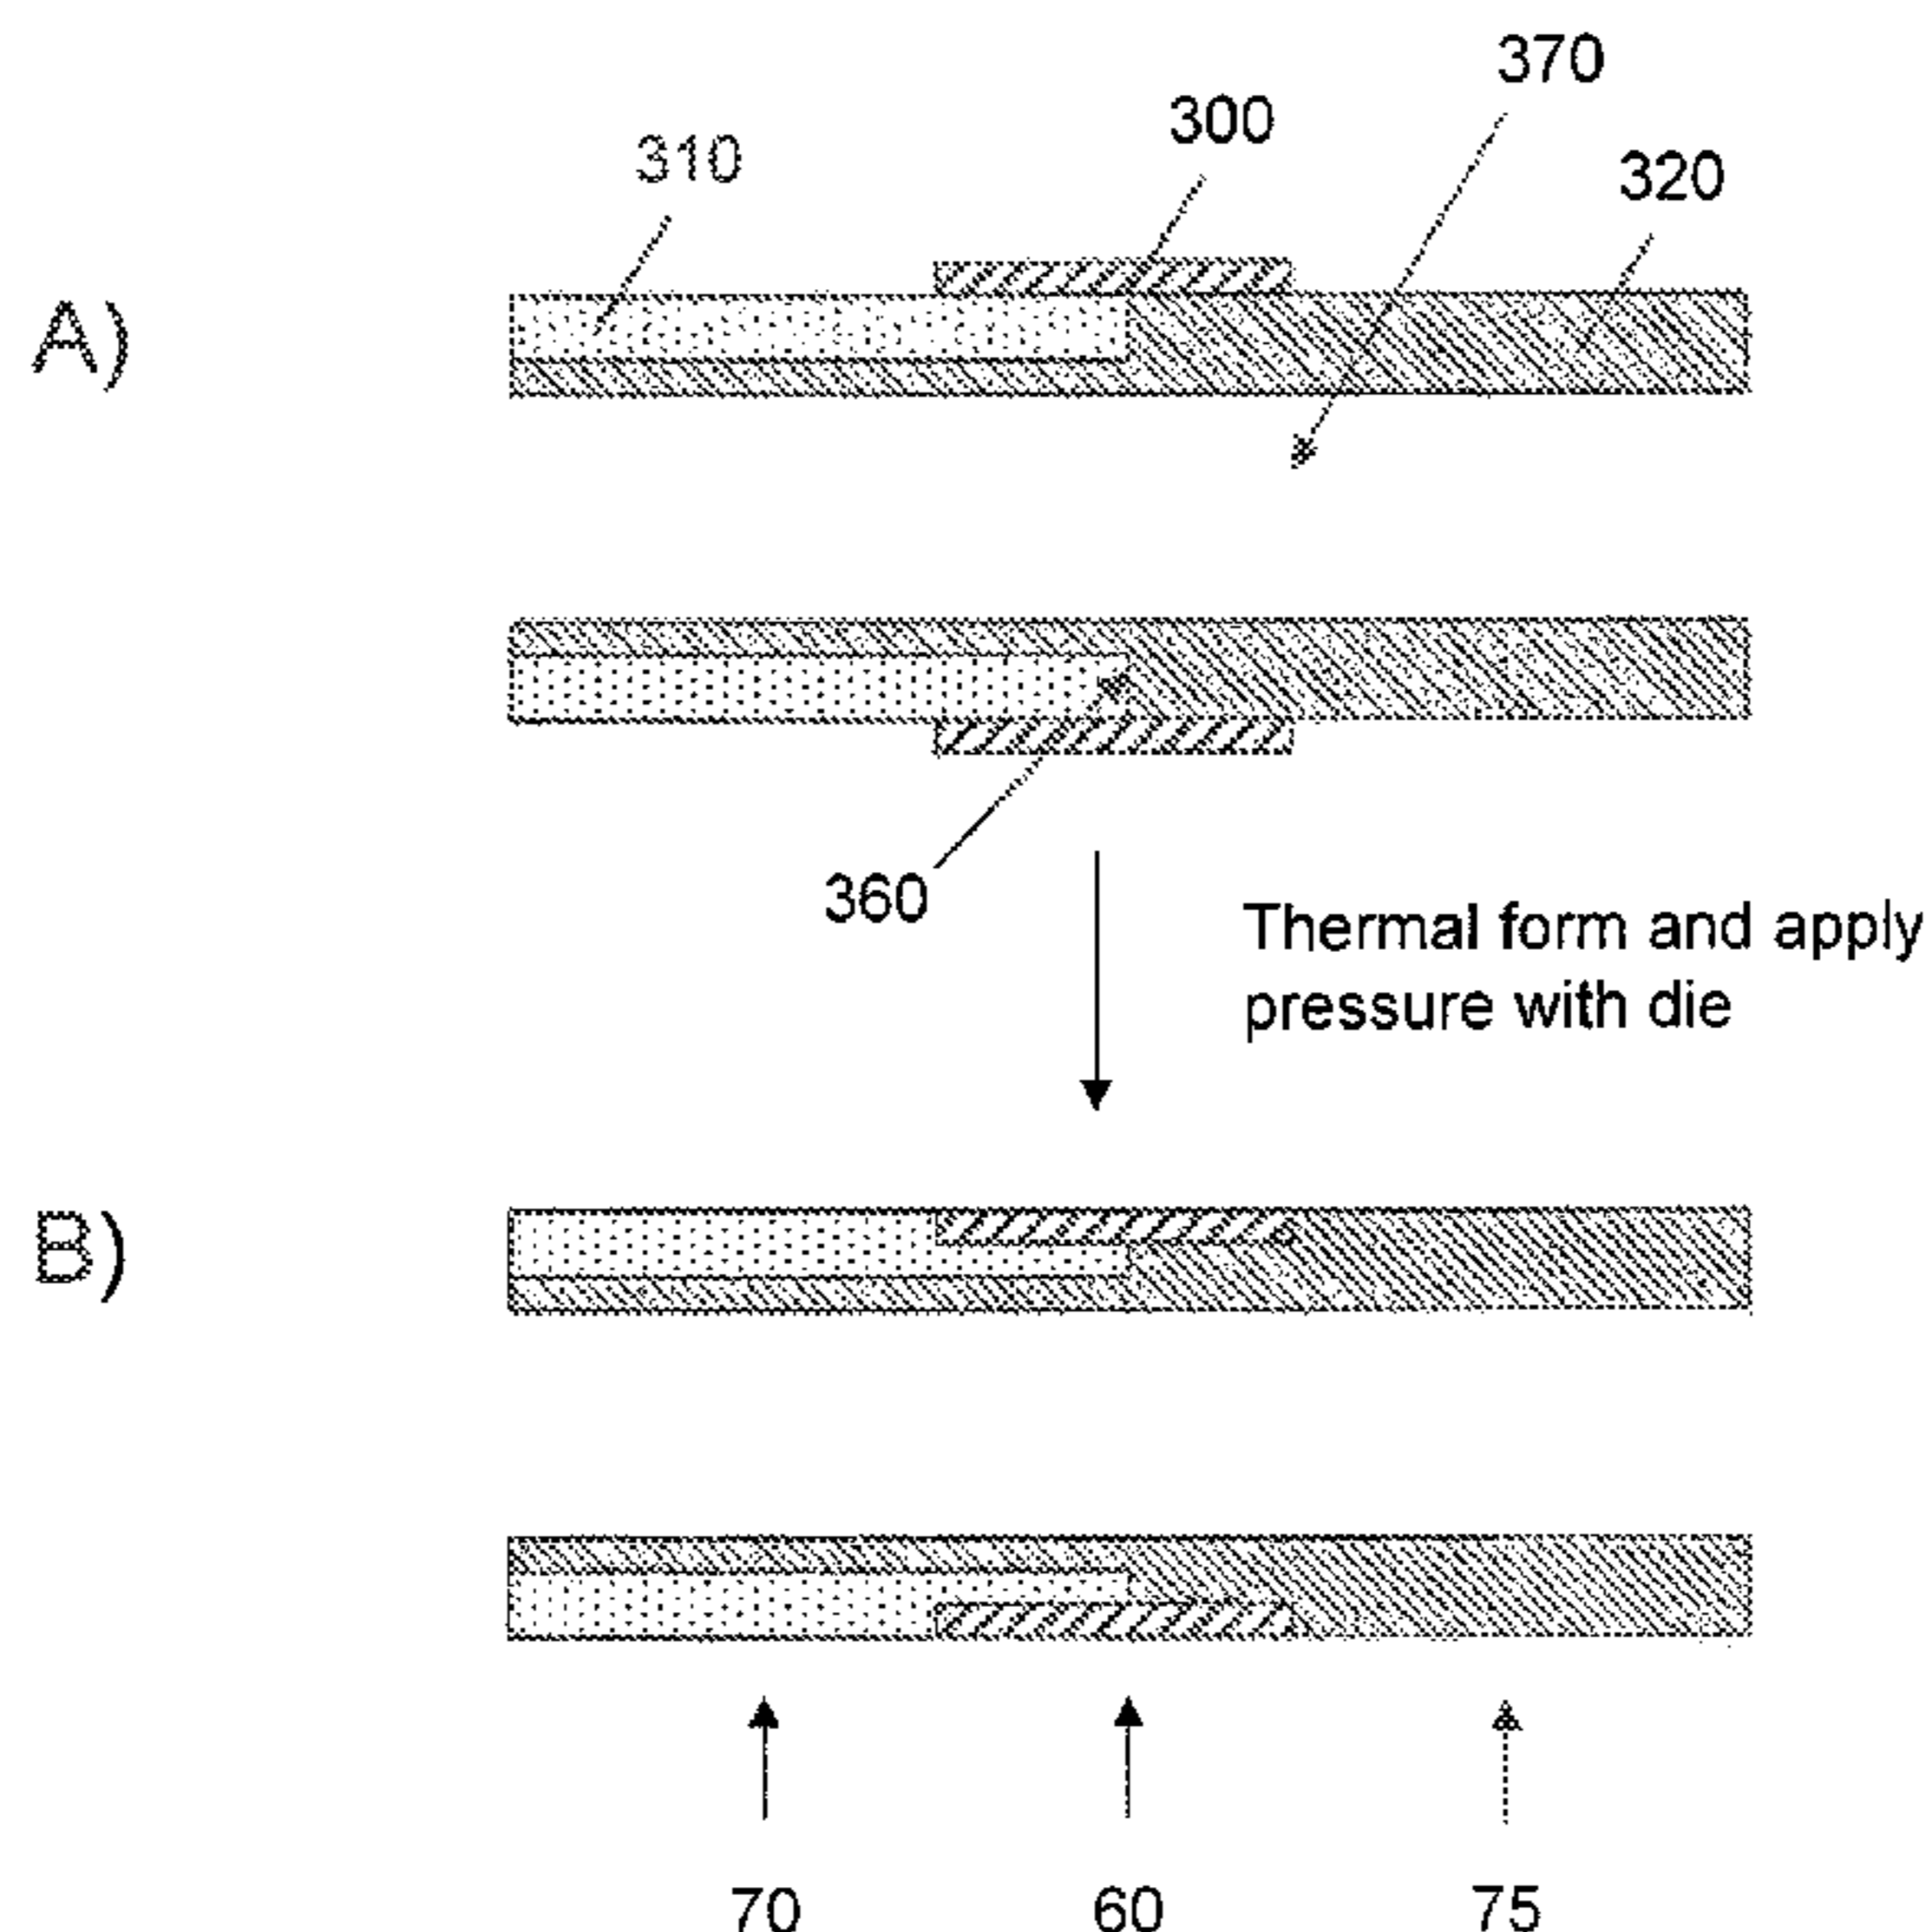 370
300
310
320
A)
360
Thermal form and apply
pressure with die
B)
70 60 75